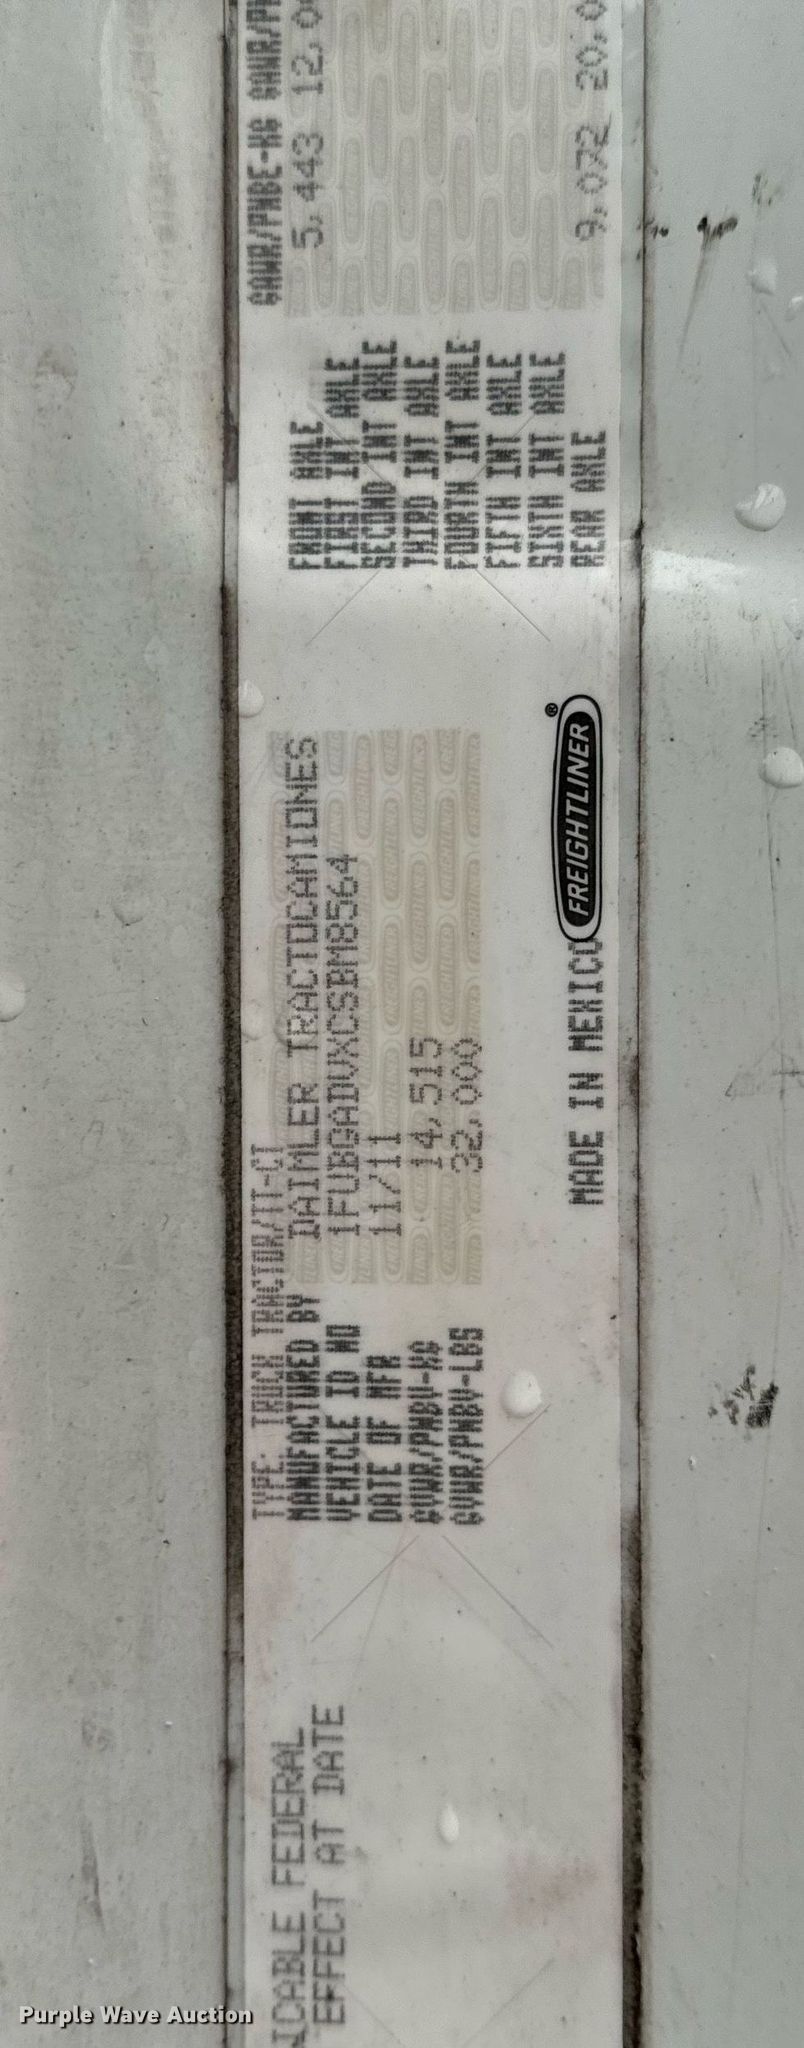 ICABLE FEDERAL
EFFECT AT DATE
TYPE: TRUCK TRACTOR/TT-CT
MANUFACTURED BY DAIMLER TRACTOCAMIONES
VEHICLE ID NO 1FUBGADVXCSBM8564
DATE OF MFR 11/11
GVWR/PNBV-KG 14,515
GVWR/PNBV-LBS 32,000
MADE IN MEXICO
FREIGHTLINER®
GAWR/PNBE-KG GAWR/PN
FRONT AXLE 5,443 12,0
FIRST INT AXLE
SECOND INT AXLE
THIRD INT AXLE
FOURTH INT AXLE
FIFTH INT AXLE
SIXTH INT AXLE
REAR AXLE 9,072 20,0
Purple Wave Auction